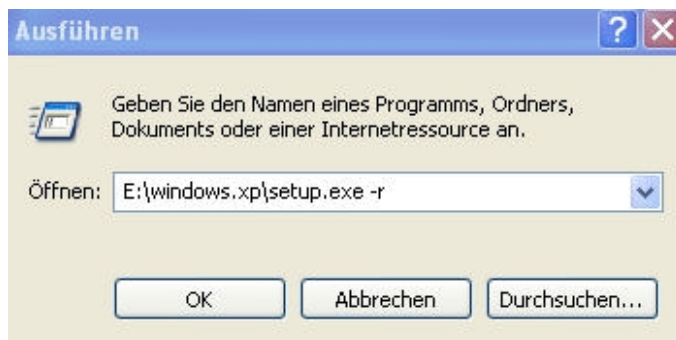 Ausführen
Geben Sie den Namen eines Programms, Ordners,
Dokuments oder einer Internetressource an.
Öffnen: E:\windows.xp\setup.exe -r
OK Abbrechen Durchsuchen...